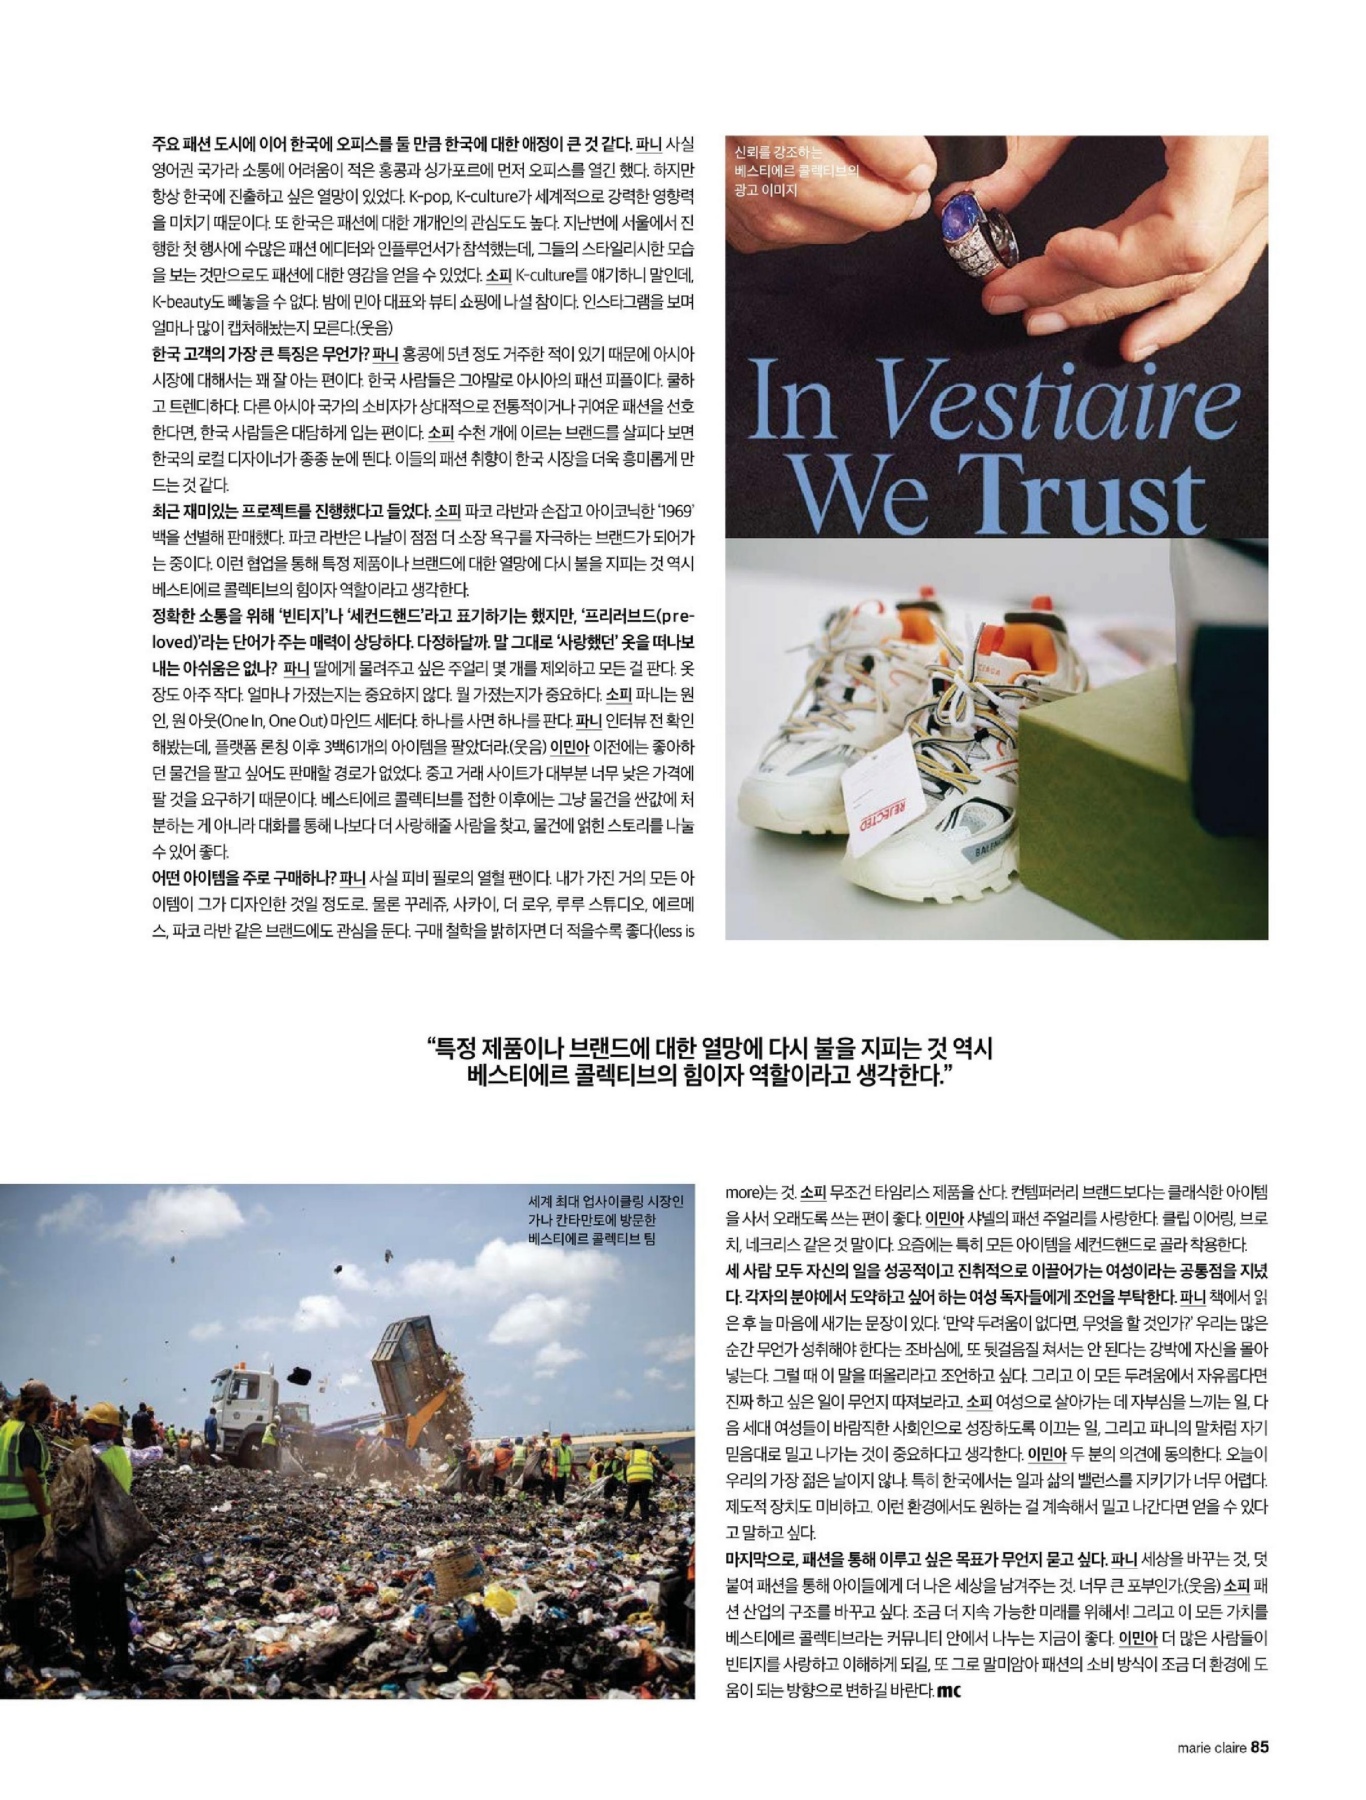 주요 패션 도시에 이어 한국에 오피스를 둘 만큼 한국에 대한 애정이 큰 것 같다. 파니 사실
영어권 국가라 소통에 어려움이 적은 홍콩과 싱가포르에 먼저 오피스를 열긴 했다. 하지만
항상 한국에 진출하고 싶은 열망이 있었다. K-pop, K-culture가 세계적으로 강력한 영향력
을 미치기 때문이다. 또 한국은 패션에 대한 개개인의 관심도도 높다. 지난번에 서울에서 진
행한 첫 행사에 수많은 패션 에디터와 인플루언서가 참석했는데, 그들의 스타일리시한 모습
을 보는 것만으로도 패션에 대한 영감을 얻을 수 있었다. 소피 K-culture를 얘기하니 말인데,
K-beauty도 빼놓을 수 없다. 밤에 민아 대표와 뷰티 쇼핑에 나설 참이다. 인스타그램을 보며
얼마나 많이 캡처해놨는지 모른다.(웃음)
한국 고객의 가장 큰 특징은 무언가? 파니 홍콩에 5년 정도 거주한 적이 있기 때문에 아시아
시장에 대해서는 꽤 잘 아는 편이다. 한국 사람들은 그야말로 아시아의 패션 피플이다. 쿨하
고 트렌디하다. 다른 아시아 국가의 소비자가 상대적으로 전통적이거나 귀여운 패션을 선호
한다면, 한국 사람들은 대담하게 입는 편이다. 소피 수천 개에 이르는 브랜드를 살피다 보면
한국의 로컬 디자이너가 종종 눈에 띈다. 이들의 패션 취향이 한국 시장을 더욱 흥미롭게 만
드는 것 같다.
최근 재미있는 프로젝트를 진행했다고 들었다. 소피 파코 라반과 손잡고 아이코닉한 ‘1969’
백을 선별해 판매했다. 파코 라반은 나날이 점점 더 소장 욕구를 자극하는 브랜드가 되어가
는 중이다. 이런 협업을 통해 특정 제품이나 브랜드에 대한 열망에 다시 불을 지피는 것 역시
베스티에르 콜렉티브의 힘이자 역할이라고 생각한다.
정확한 소통을 위해 ‘빈티지’나 ‘세컨드핸드’라고 표기하기는 했지만, ‘프리러브드(pre-
loved)’라는 단어가 주는 매력이 상당하다. 다정하달까. 말 그대로 ‘사랑했던’ 옷을 떠나보
내는 아쉬움은 없나? 파니 딸에게 물려주고 싶은 주얼리 몇 개를 제외하고 모든 걸 판다. 옷
장도 아주 작다. 얼마나 가졌는지는 중요하지 않다. 뭘 가졌는지가 중요하다. 소피 파니는 원
인, 원 아웃(One In, One Out) 마인드 세터다. 하나를 사면 하나를 판다. 파니 인터뷰 전 확인
해봤는데, 플랫폼 론칭 이후 3백61개의 아이템을 팔았더라.(웃음) 이민아 이전에는 좋아하
던 물건을 팔고 싶어도 판매할 경로가 없었다. 중고 거래 사이트가 대부분 너무 낮은 가격에
팔 것을 요구하기 때문이다. 베스티에르 콜렉티브를 접한 이후에는 그냥 물건을 싼값에 처
분하는 게 아니라 대화를 통해 나보다 더 사랑해줄 사람을 찾고, 물건에 얽힌 스토리를 나눌
수 있어 좋다.
어떤 아이템을 주로 구매하나? 파니 사실 피비 필로의 열혈 팬이다. 내가 가진 거의 모든 아
이템이 그가 디자인한 것일 정도로. 물론 꾸레쥬, 사카이, 더 로우, 루루 스튜디오, 에르메
스, 파코 라반 같은 브랜드에도 관심을 둔다. 구매 철학을 밝히자면 더 적을수록 좋다(less is
신뢰를 강조하는
베스티에르 콜렉티브의
광고 이미지
In Vestiaire
We Trust
REJECTED
“특정 제품이나 브랜드에 대한 열망에 다시 불을 지피는 것 역시
베스티에르 콜렉티브의 힘이자 역할이라고 생각한다.”
세계 최대 업사이클링 시장인
가나 칸타만토에 방문한
베스티에르 콜렉티브 팀
more)는 것. 소피 무조건 타임리스 제품을 산다. 컨템퍼러리 브랜드보다는 클래식한 아이템
을 사서 오래도록 쓰는 편이 좋다. 이민아 샤넬의 패션 주얼리를 사랑한다. 클립 이어링, 브로
치, 네크리스 같은 것 말이다. 요즘에는 특히 모든 아이템을 세컨드핸드로 골라 착용한다.
세 사람 모두 자신의 일을 성공적이고 진취적으로 이끌어가는 여성이라는 공통점을 지녔
다. 각자의 분야에서 도약하고 싶어 하는 여성 독자들에게 조언을 부탁한다. 파니 책에서 읽
은 후 늘 마음에 새기는 문장이 있다. ‘만약 두려움이 없다면, 무엇을 할 것인가?’ 우리는 많은
순간 무언가 성취해야 한다는 조바심에, 또 뒷걸음질 쳐서는 안 된다는 강박에 자신을 몰아
넣는다. 그럴 때 이 말을 떠올리라고 조언하고 싶다. 그리고 이 모든 두려움에서 자유롭다면
진짜 하고 싶은 일이 무언지 따져보라고. 소피 여성으로 살아가는 데 자부심을 느끼는 일, 다
음 세대 여성들이 바람직한 사회인으로 성장하도록 이끄는 일, 그리고 파니의 말처럼 자기
믿음대로 밀고 나가는 것이 중요하다고 생각한다. 이민아 두 분의 의견에 동의한다. 오늘이
우리의 가장 젊은 날이지 않나. 특히 한국에서는 일과 삶의 밸런스를 지키기가 너무 어렵다.
제도적 장치도 미비하고. 이런 환경에서도 원하는 걸 계속해서 밀고 나간다면 얻을 수 있다
고 말하고 싶다.
마지막으로, 패션을 통해 이루고 싶은 목표가 무언지 묻고 싶다. 파니 세상을 바꾸는 것, 덧
붙여 패션을 통해 아이들에게 더 나은 세상을 남겨주는 것. 너무 큰 포부인가.(웃음) 소피 패
션 산업의 구조를 바꾸고 싶다. 조금 더 지속 가능한 미래를 위해서! 그리고 이 모든 가치를
베스티에르 콜렉티브라는 커뮤니티 안에서 나누는 지금이 좋다. 이민아 더 많은 사람들이
빈티지를 사랑하고 이해하게 되길, 또 그로 말미암아 패션의 소비 방식이 조금 더 환경에 도
움이 되는 방향으로 변하길 바란다. mc
marie claire 85